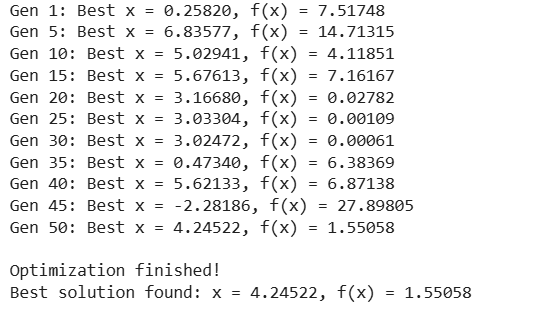 Gen 1: Best x = 0.25820, f(x) = 7.51748
Gen 5: Best x = 6.83577, f(x) = 14.71315
Gen 10: Best x = 5.02941, f(x) = 4.11851
Gen 15: Best x = 5.67613, f(x) = 7.16167
Gen 20: Best x = 3.16680, f(x) = 0.02782
Gen 25: Best x = 3.03304, f(x) = 0.00109
Gen 30: Best x = 3.02472, f(x) = 0.00061
Gen 35: Best x = 0.47340, f(x) = 6.38369
Gen 40: Best x = 5.62133, f(x) = 6.87138
Gen 45: Best x = -2.28186, f(x) = 27.89805
Gen 50: Best x = 4.24522, f(x) = 1.55058
Optimization finished!
Best solution found: x = 4.24522, f(x) = 1.55058